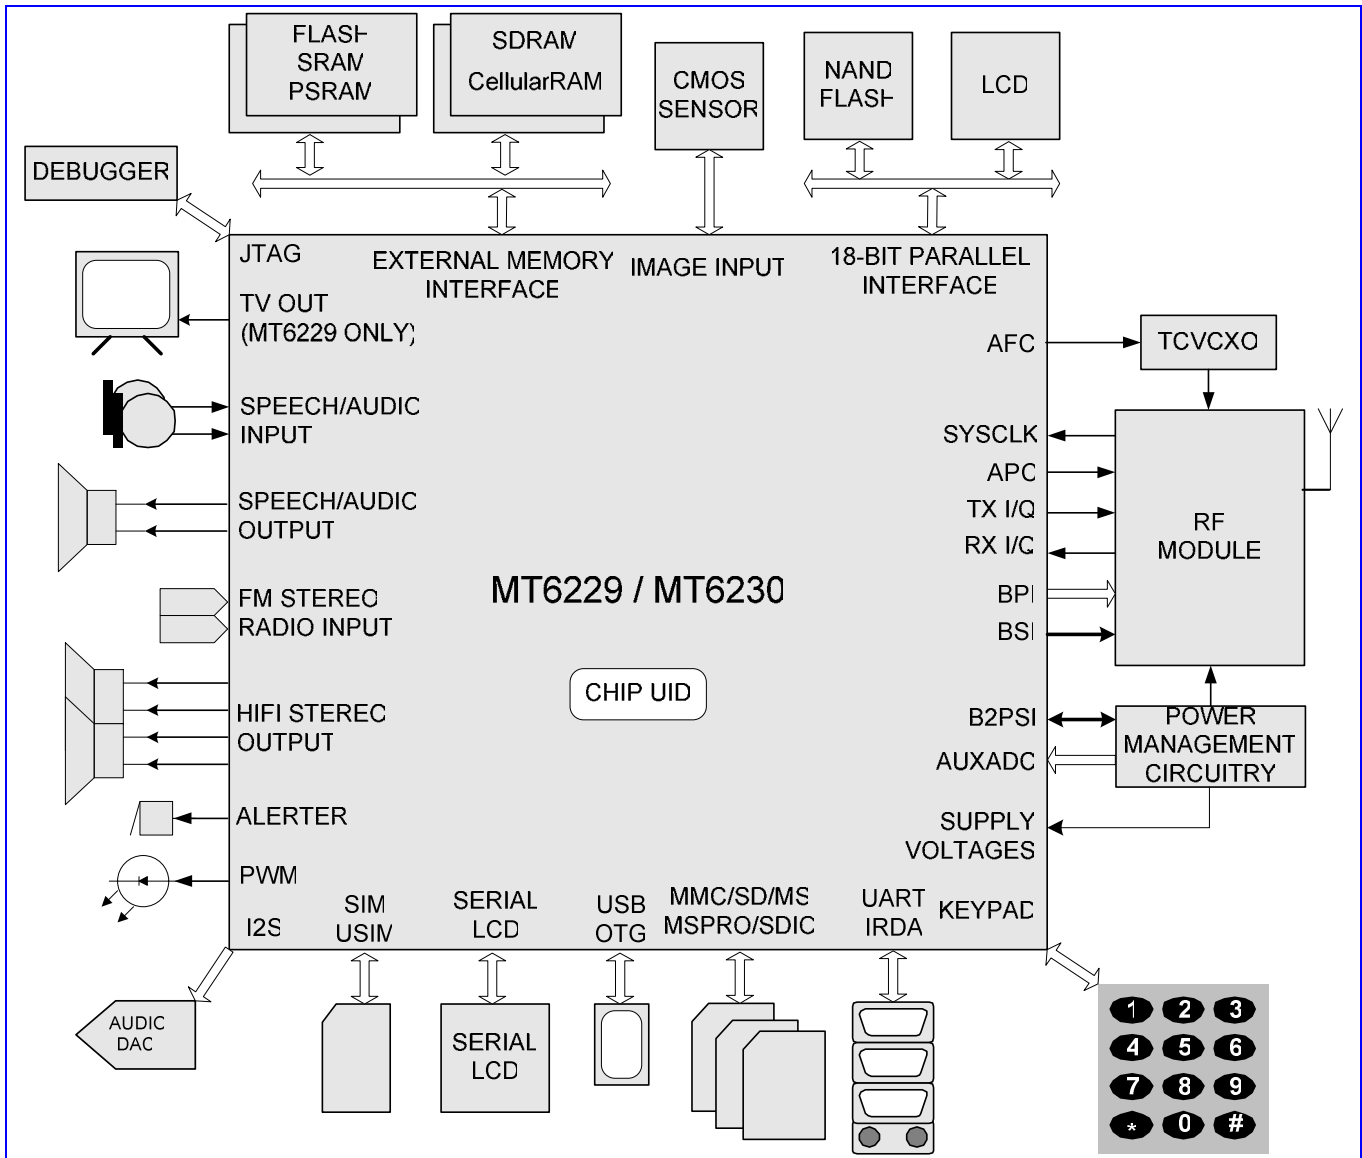 FLASH
SRAM
PSRAM
SDRAM
CellularRAM
CMOS
SENSOR
NAND
FLASH
LCD
DEBUGGER
JTAG
EXTERNAL MEMORY
INTERFACE
IMAGE INPUT
18-BIT PARALLEL
INTERFACE
TV OUT
(MT6229 ONLY)
AFC
TCVCXO
SPEECH/AUDIO
INPUT
SYSCLK
APC
SPEECH/AUDIO
OUTPUT
TX I/Q
RX I/Q
RF
MODULE
MT6229 / MT6230
FM STEREO
RADIO INPUT
BPI
BSI
CHIP UID
HIFI STEREO
OUTPUT
B2PSI
AUXADC
POWER
MANAGEMENT
CIRCUITRY
ALERTER
SUPPLY
VOLTAGES
PWM
I2S
SIM
USIM
SERIAL
LCD
USB
OTG
MMC/SD/MS
MSPRO/SDIO
UART
IRDA
KEYPAD
AUDIO
DAC
SERIAL
LCD
1 2 3
4 5 6
7 8 9
* 0 #